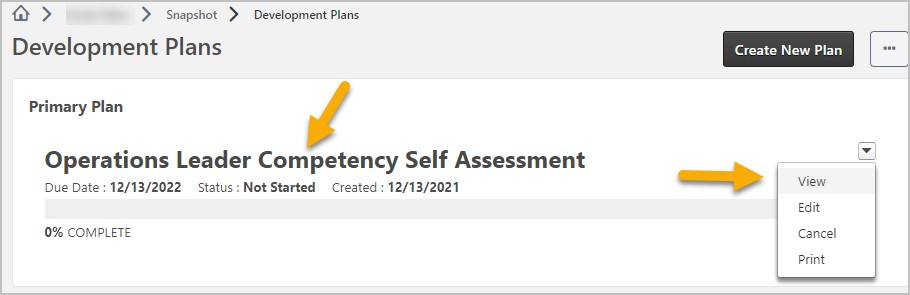 Snapshot Development Plans
Development Plans
Create New Plan ...
Primary Plan
Operations Leader Competency Self Assessment
Due Date : 12/13/2022 Status : Not Started Created : 12/13/2021
0% COMPLETE
View
Edit
Cancel
Print